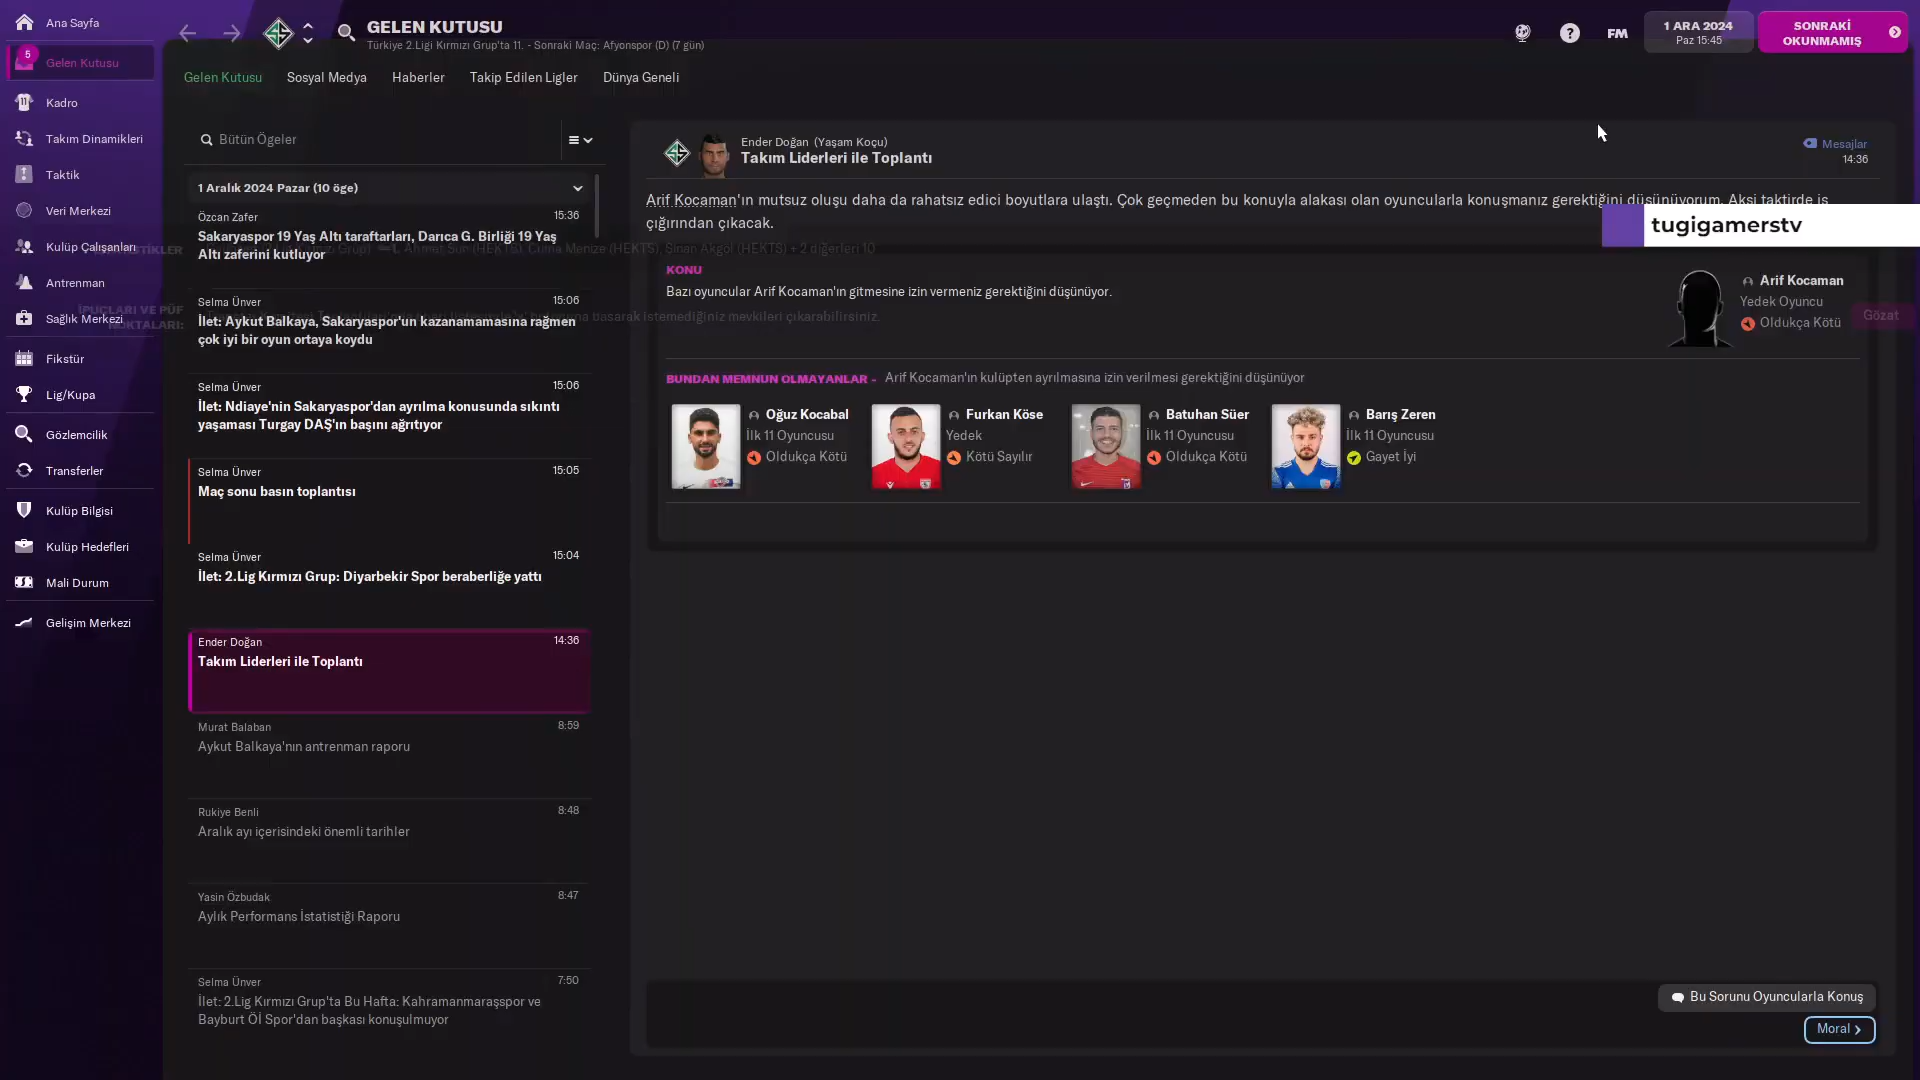 Ana Sayfa
5
Gelen Kutusu
Kadro
Takım Dinamikleri
Taktik
Veri Merkezi
Kulüp Çalışanları
Antrenman
Sağlık Merkezi
Fikstür
Lig/Kupa
Gözlemcilik
Transferler
Kulüp Bilgisi
Kulüp Hedefleri
Mali Durum
Gelişim Merkezi
GELEN KUTUSU
Türkiye 2.Ligi Kırmızı Grup'ta 11. - Sonraki Maç: Afyonspor (D) (7 gün)
FM
1 ARA 2024
Paz 15:45
SONRAKİ
OKUNMAMIŞ
Gelen Kutusu Sosyal Medya Haberler Takip Edilen Ligler Dünya Geneli
Bütün Ögeler
1 Aralık 2024 Pazar (10 öge)
Özcan Zafer 15:36
Sakaryaspor 19 Yaş Altı taraftarları, Darıca G. Birliği 19 Yaş
Altı zaferini kutluyor
Selma Ünver 15:06
İlet: Aykut Balkaya, Sakaryaspor'un kazanamamasına rağmen
çok iyi bir oyun ortaya koydu
Selma Ünver 15:06
İlet: Ndiaye'nin Sakaryaspor'dan ayrılma konusunda sıkıntı
yaşaması Turgay DAŞ'ın başını ağrıtıyor
Selma Ünver 15:05
Maç sonu basın toplantısı
Selma Ünver 15:04
İlet: 2.Lig Kırmızı Grup: Diyarbekir Spor beraberliğe yattı
Ender Doğan 14:36
Takım Liderleri ile Toplantı
Murat Balaban 8:59
Aykut Balkaya'nın antrenman raporu
Rukiye Benli 8:48
Aralık ayı içerisindeki önemli tarihler
Yasin Özbudak 8:47
Aylık Performans İstatistiği Raporu
Selma Ünver 7:50
İlet: 2.Lig Kırmızı Grup'ta Bu Hafta: Kahramanmaraşspor ve
Bayburt Öİ Spor'dan başkası konuşulmuyor
Ender Doğan (Yaşam Koçu)
Takım Liderleri ile Toplantı
Mesajlar
14:36
Arif Kocaman'ın mutsuz oluşu daha da rahatsız edici boyutlara ulaştı. Çok geçmeden bu konuyla alakası olan oyuncularla konuşmanız gerektiğini düşünüyorum. Aksi taktirde iş
çığırından çıkacak.
tugigamerstv
KONU
Bazı oyuncular Arif Kocaman'ın gitmesine izin vermeniz gerektiğini düşünüyor.
Arif Kocaman
Yedek Oyuncu
Oldukça Kötü
Gözat
BUNDAN MEMNUN OLMAYANLAR - Arif Kocaman'ın kulüpten ayrılmasına izin verilmesi gerektiğini düşünüyor
Oğuz Kocabal
İlk 11 Oyuncusu
Oldukça Kötü
Furkan Köse
Yedek
Kötü Sayılır
Batuhan Süer
İlk 11 Oyuncusu
Oldukça Kötü
Barış Zeren
İlk 11 Oyuncusu
Gayet İyi
Bu Sorunu Oyuncularla Konuş
Moral